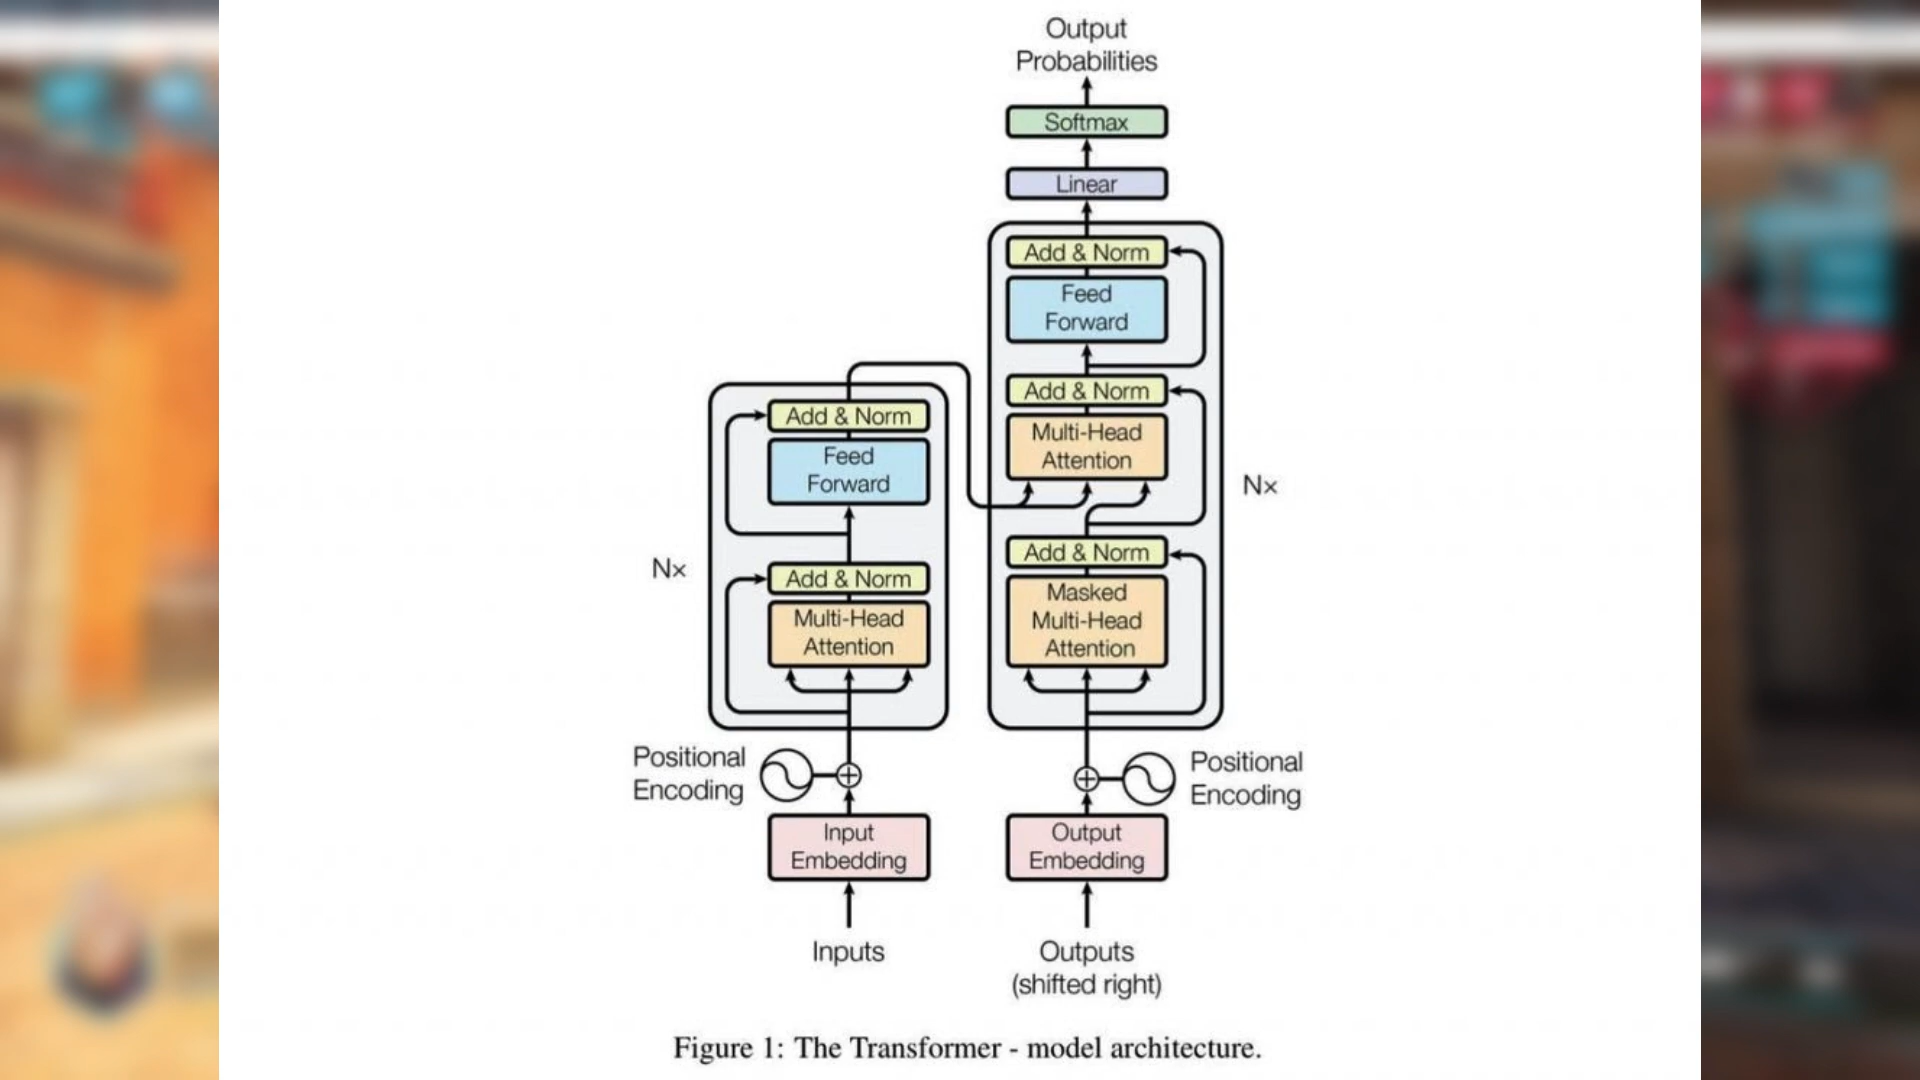 Output
Probabilities
Softmax
Linear
Add & Norm
Feed
Forward
Add & Norm
Multi-Head
Attention
Nx
Add & Norm
Masked
Multi-Head
Attention
Add & Norm
Feed
Forward
Nx
Add & Norm
Multi-Head
Attention
Positional
Encoding
Positional
Encoding
Input
Embedding
Output
Embedding
Inputs
Outputs
(shifted right)
Figure 1: The Transformer - model architecture.